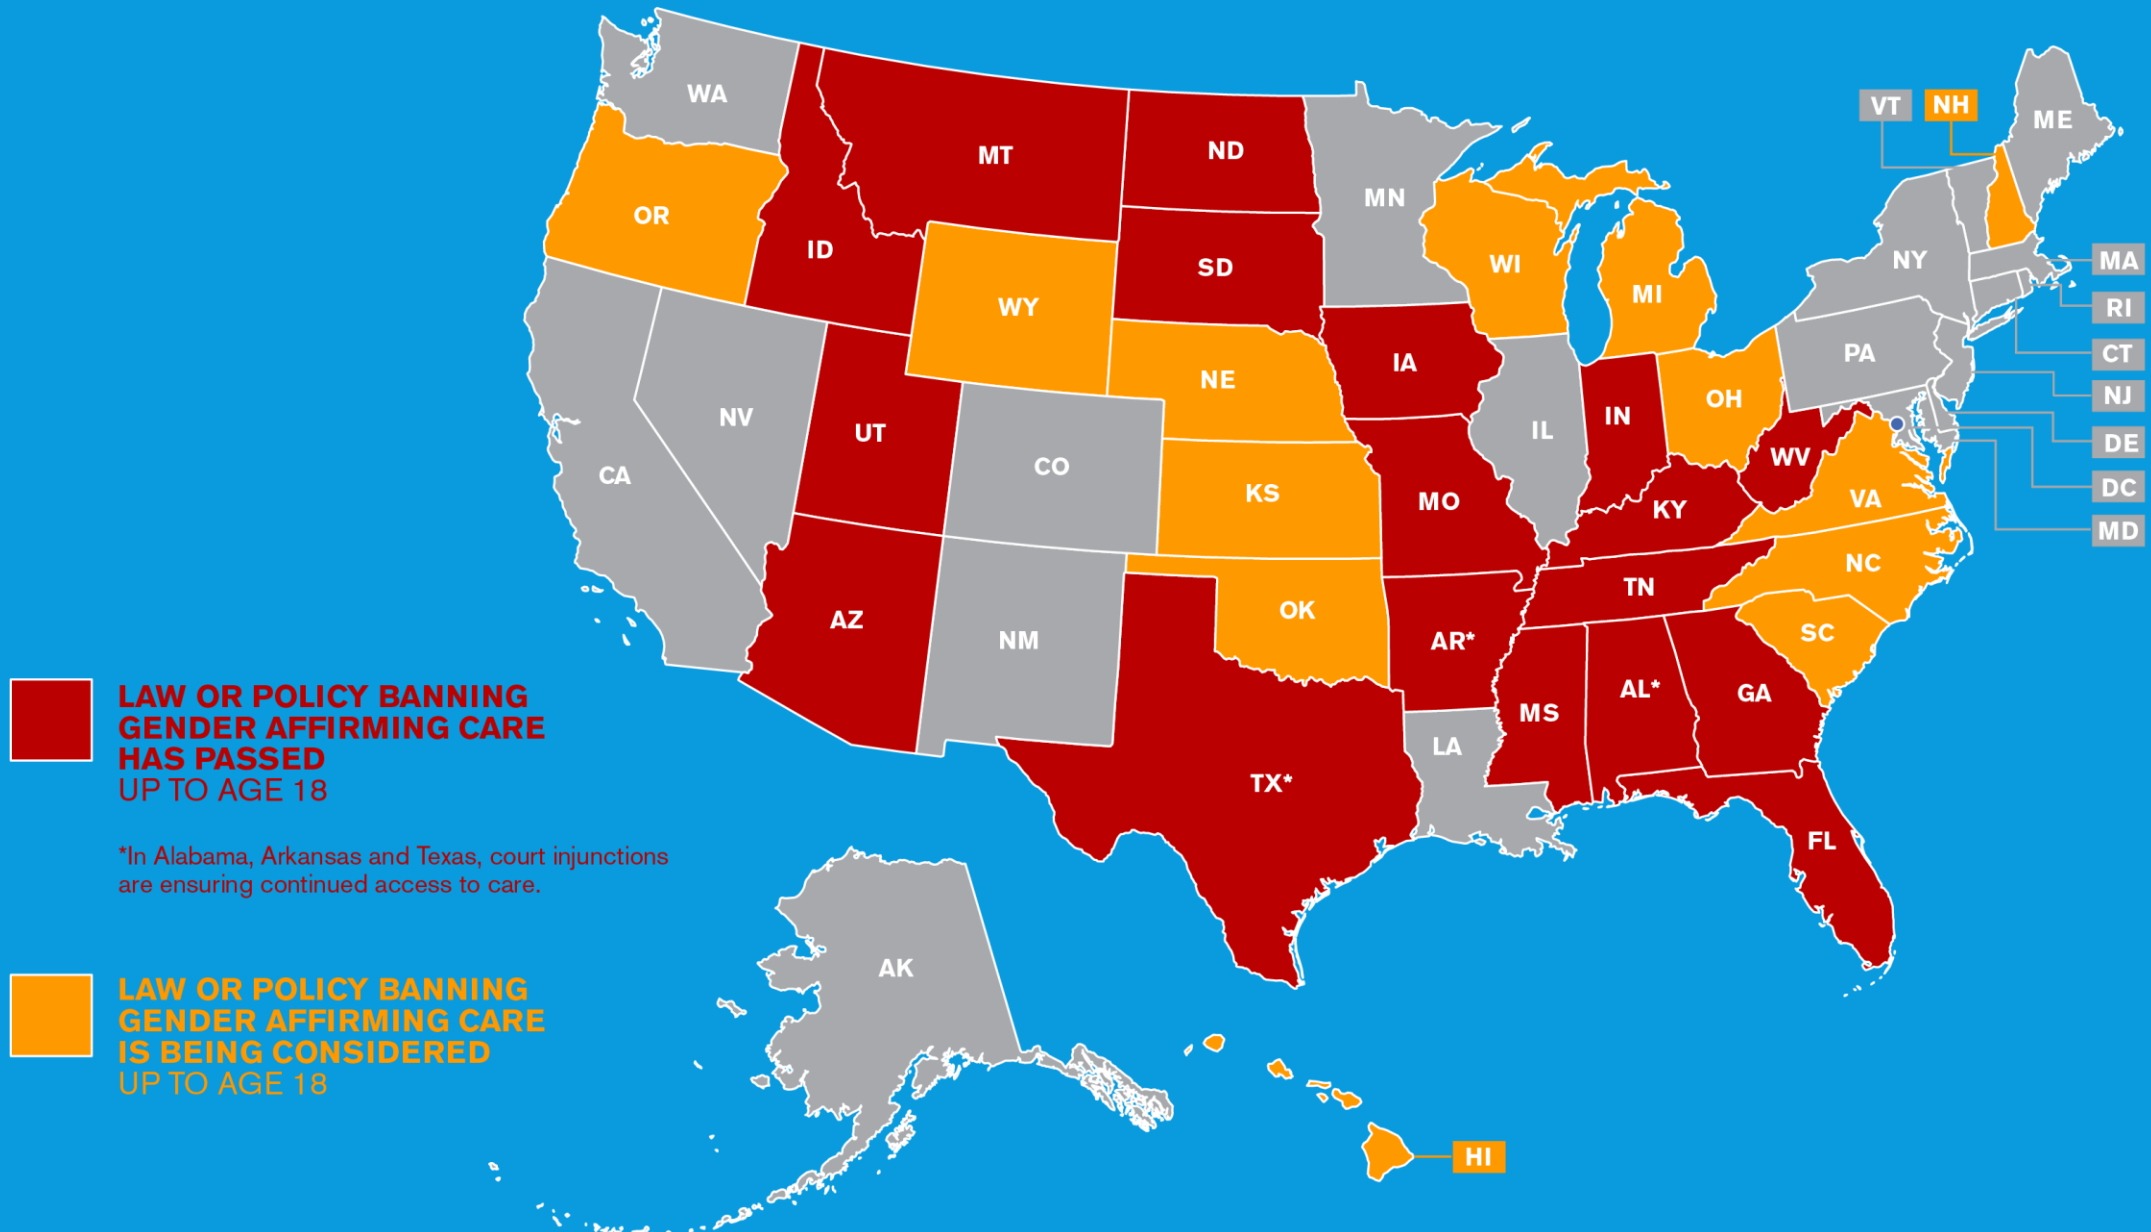 WA
VT NH
ME
MT
ND
MN
OR
ID
SD
WI
MI
NY
MA
WY
RI
IA
PA
CT
NE
OH
NJ
NV
UT
IN
IL
DE
CA
CO
WV
DC
KS
MO
KY
VA
MD
NC
TN
OK
AZ
NM
AR*
SC
MS
AL*
GA
LA
TX*
FL
LAW OR POLICY BANNING
GENDER AFFIRMING CARE
HAS PASSED
UP TO AGE 18
*In Alabama, Arkansas and Texas, court injunctions
are ensuring continued access to care.
AK
LAW OR POLICY BANNING
GENDER AFFIRMING CARE
IS BEING CONSIDERED
UP TO AGE 18
HI